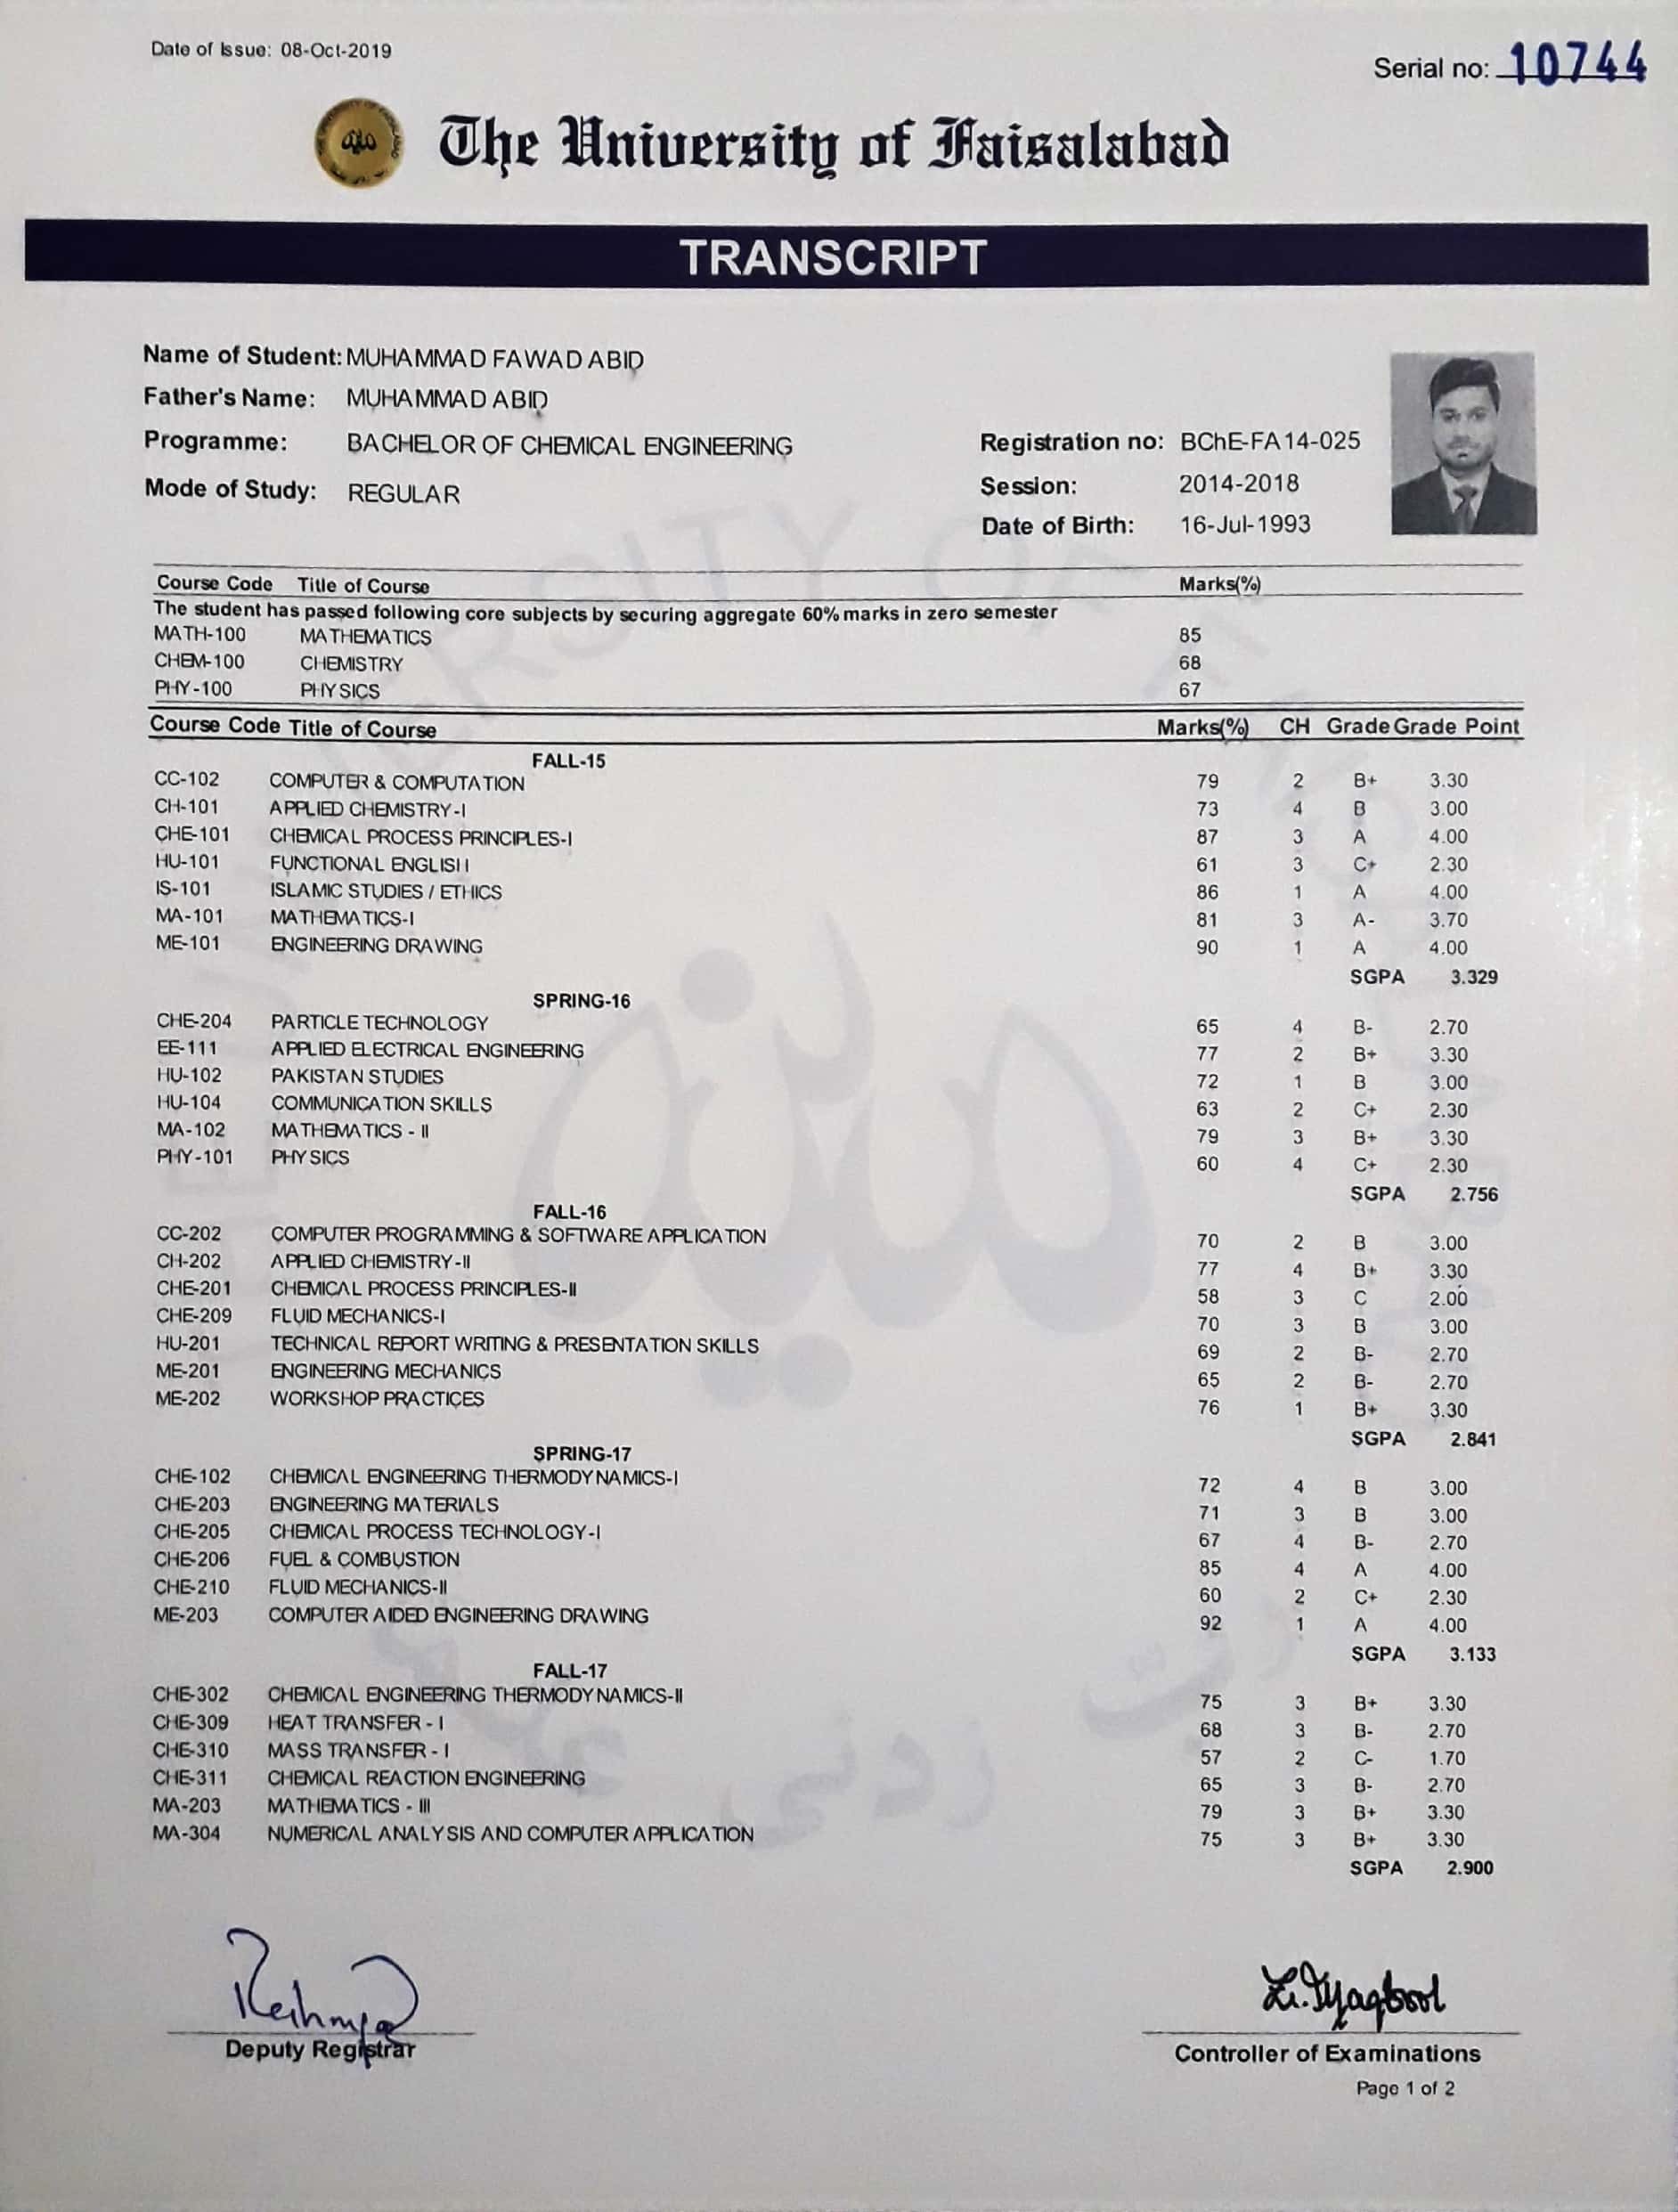 Date of Issue: 08-Oct-2019
Serial no: 10744
The University of Faisalabad
TRANSCRIPT
Name of Student: MUHAMMAD FAWAD ABID
Father's Name: MUHAMMAD ABID
Programme: BACHELOR OF CHEMICAL ENGINEERING
Registration no: BChE-FA14-025
Mode of Study: REGULAR
Session: 2014-2018
Date of Birth: 16-Jul-1993
Course Code Title of Course Marks(%)
The student has passed following core subjects by securing aggregate 60% marks in zero semester
MATH-100 MATHEMATICS 85
CHEM-100 CHEMISTRY 68
PHY-100 PHYSICS 67
Course Code Title of Course Marks(%) CH Grade Grade Point
FALL-15
CC-102 COMPUTER & COMPUTATION 79 2 B+ 3.30
CH-101 APPLIED CHEMISTRY-I 73 4 B 3.00
CHE-101 CHEMICAL PROCESS PRINCIPLES-I 87 3 A 4.00
HU-101 FUNCTIONAL ENGLISH 61 3 C+ 2.30
IS-101 ISLAMIC STUDIES / ETHICS 86 1 A 4.00
MA-101 MATHEMATICS-I 81 3 A- 3.70
ME-101 ENGINEERING DRAWING 90 1 A 4.00
SGPA 3.329
SPRING-16
CHE-204 PARTICLE TECHNOLOGY 65 4 B- 2.70
EE-111 APPLIED ELECTRICAL ENGINEERING 77 2 B+ 3.30
HU-102 PAKISTAN STUDIES 72 1 B 3.00
HU-104 COMMUNICATION SKILLS 63 2 C+ 2.30
MA-102 MATHEMATICS - II 79 3 B+ 3.30
PHY-101 PHYSICS 60 4 C+ 2.30
SGPA 2.756
FALL-16
CC-202 COMPUTER PROGRAMMING & SOFTWARE APPLICATION 70 2 B 3.00
CH-202 APPLIED CHEMISTRY-II 77 4 B+ 3.30
CHE-201 CHEMICAL PROCESS PRINCIPLES-II 58 3 C 2.00
CHE-209 FLUID MECHANICS-I 70 3 B 3.00
HU-201 TECHNICAL REPORT WRITING & PRESENTATION SKILLS 69 2 B- 2.70
ME-201 ENGINEERING MECHANICS 65 2 B- 2.70
ME-202 WORKSHOP PRACTICES 76 1 B+ 3.30
SGPA 2.841
SPRING-17
CHE-102 CHEMICAL ENGINEERING THERMODYNAMICS-I 72 4 B 3.00
CHE-203 ENGINEERING MATERIALS 71 3 B 3.00
CHE-205 CHEMICAL PROCESS TECHNOLOGY-I 67 4 B- 2.70
CHE-206 FUEL & COMBUSTION 85 4 A 4.00
CHE-210 FLUID MECHANICS-II 60 2 C+ 2.30
ME-203 COMPUTER AIDED ENGINEERING DRAWING 92 1 A 4.00
SGPA 3.133
FALL-17
CHE-302 CHEMICAL ENGINEERING THERMODYNAMICS-II 75 3 B+ 3.30
CHE-309 HEAT TRANSFER - I 68 3 B- 2.70
CHE-310 MASS TRANSFER - I 57 2 C- 1.70
CHE-311 CHEMICAL REACTION ENGINEERING 65 3 B- 2.70
MA-203 MATHEMATICS - III 79 3 B+ 3.30
MA-304 NUMERICAL ANALYSIS AND COMPUTER APPLICATION 75 3 B+ 3.30
SGPA 2.900
Deputy Registrar
Controller of Examinations
Page 1 of 2